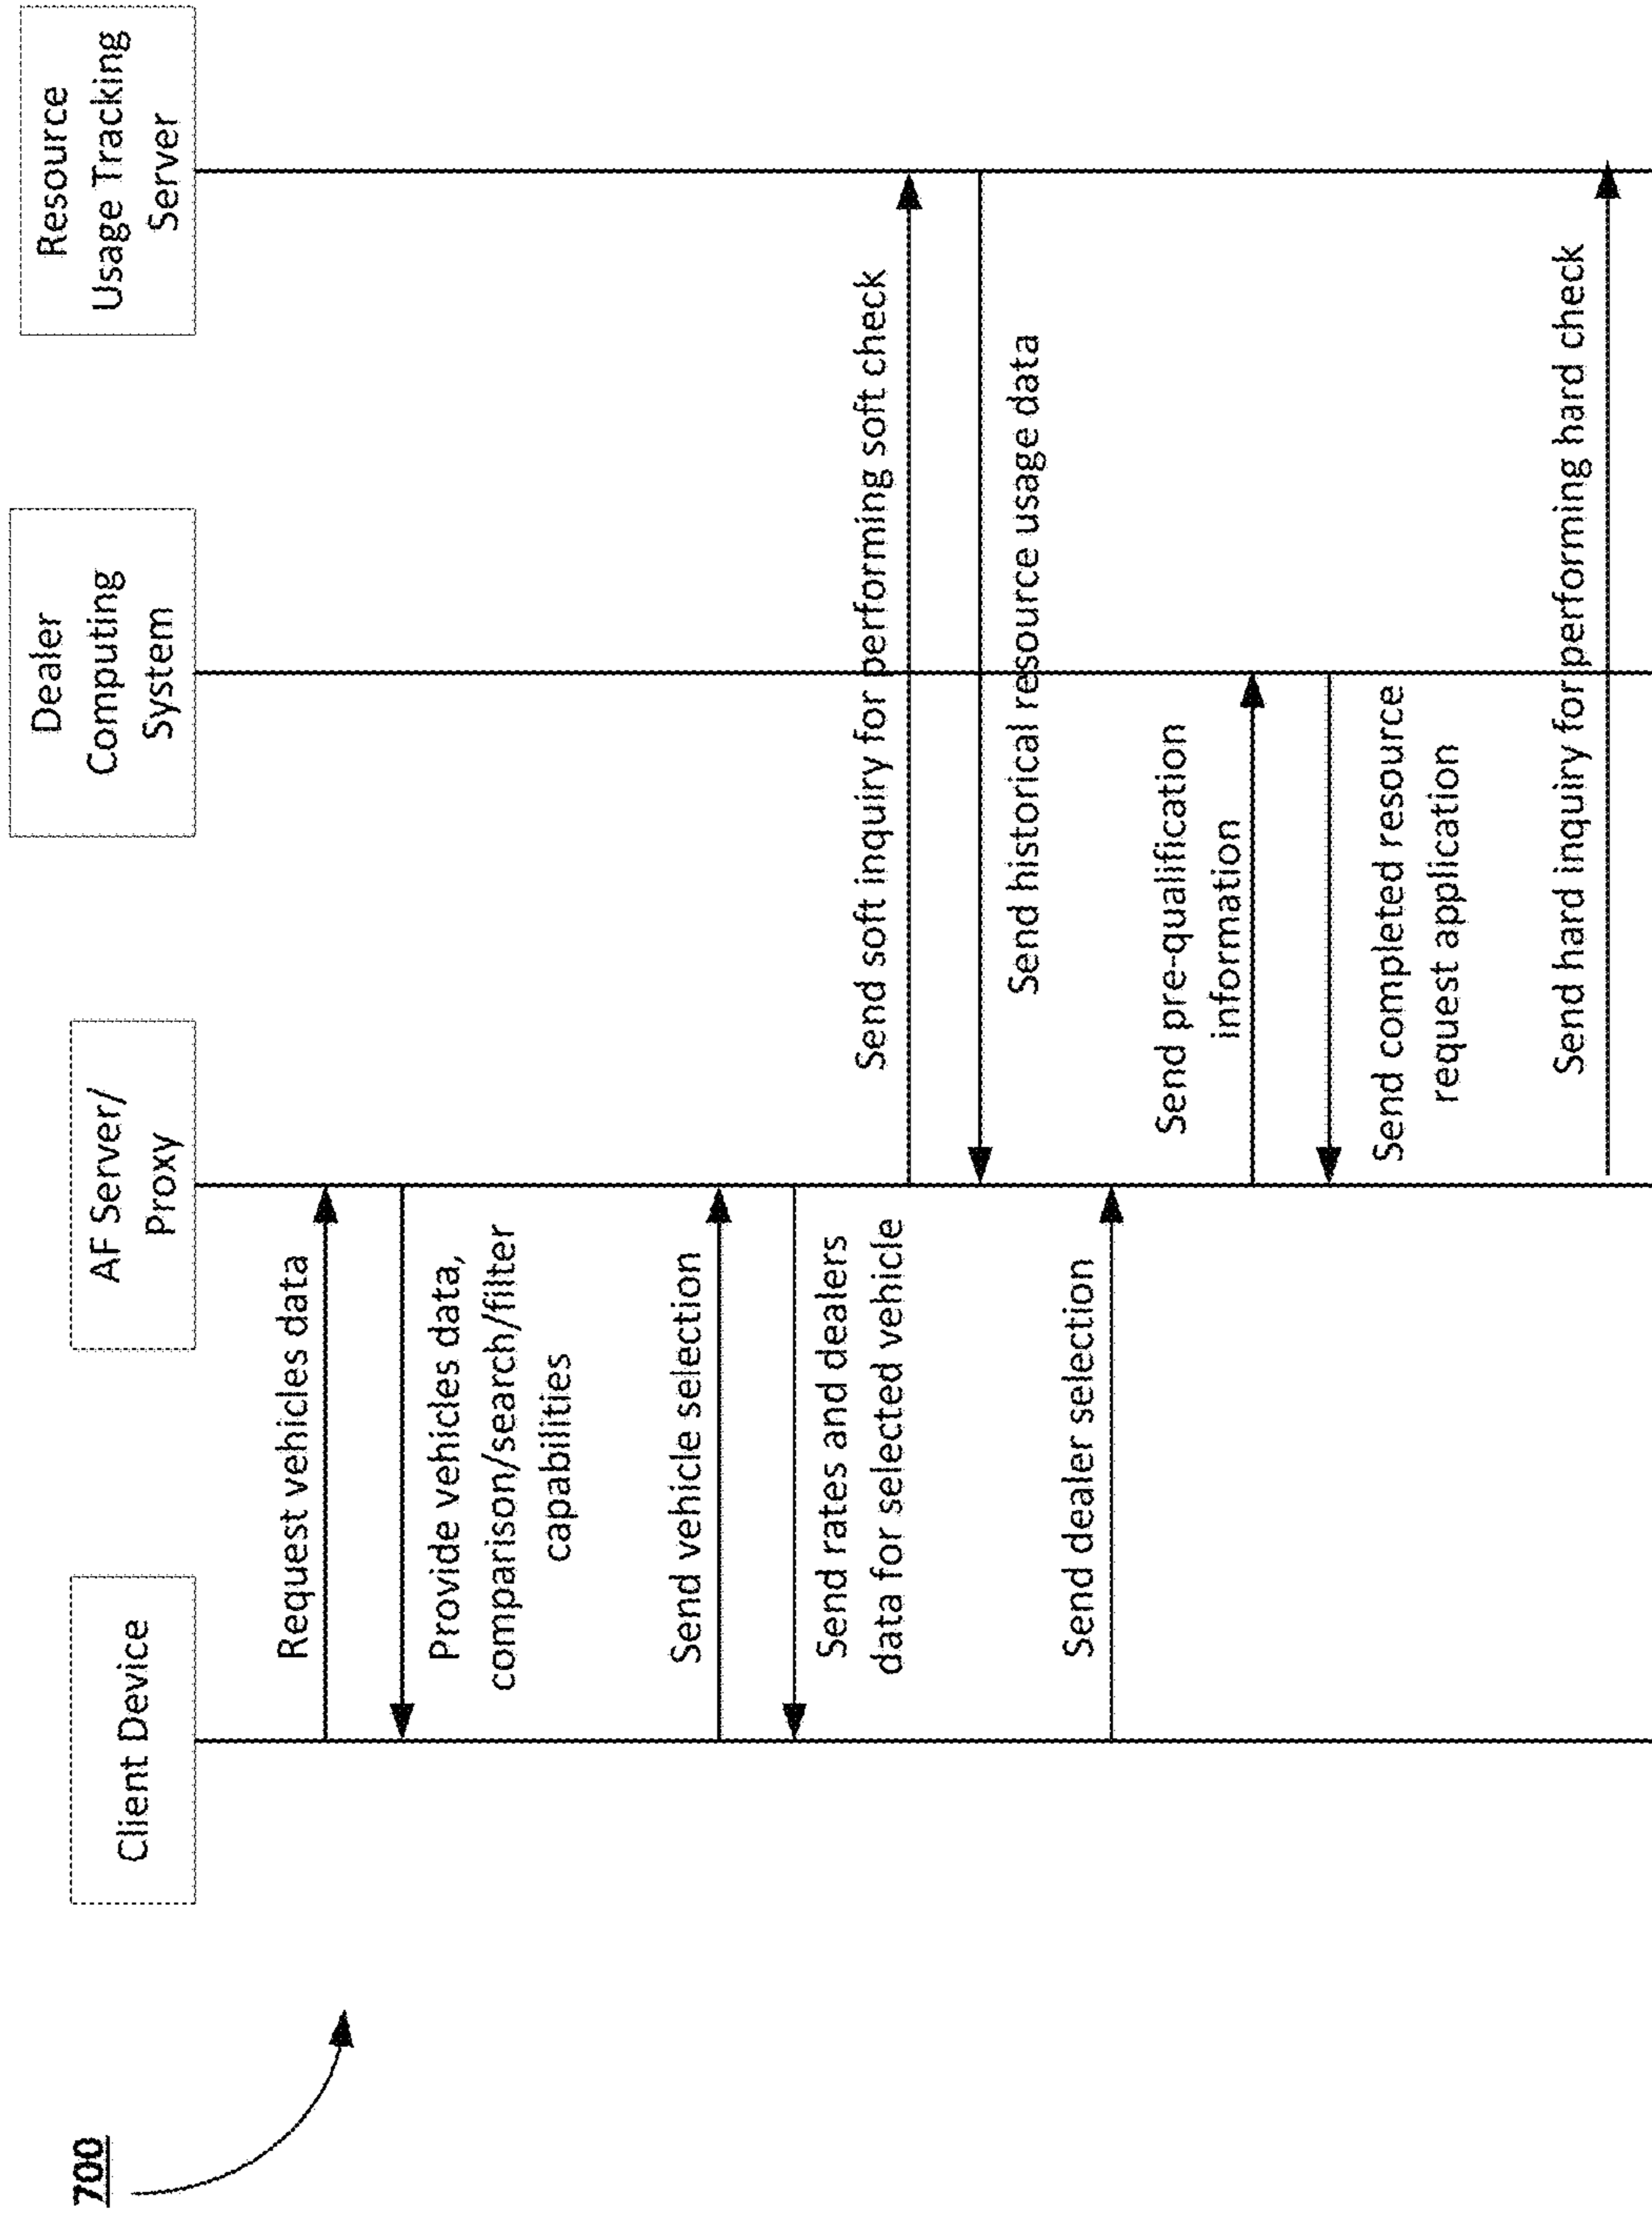 700
Client Device
AF Server/
Proxy
Dealer
Computing
System
Resource
Usage Tracking
Server
Request vehicles data
Provide vehicles data,
comparison/search/filter
capabilities
Send vehicle selection
Send rates and dealers
data for selected vehicle
Send soft inquiry for performing soft check
Send historical resource usage data
Send dealer selection
Send pre-qualification
information
Send completed resource
request application
Send hard inquiry for performing hard check